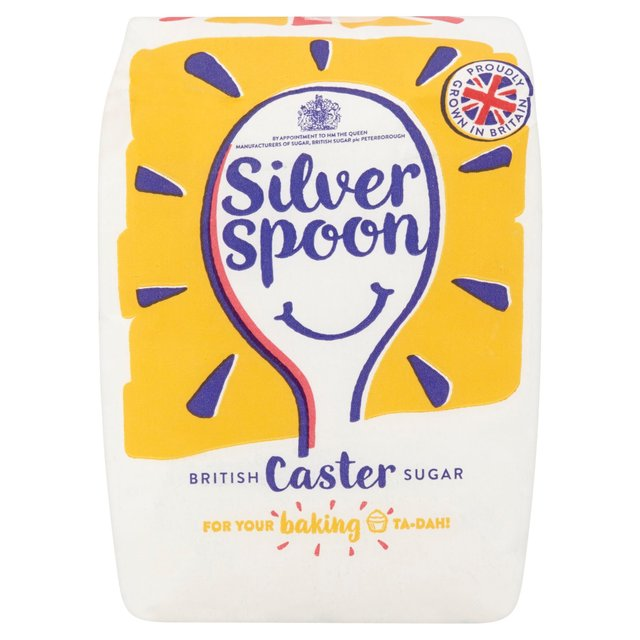 PROUDLY
GROWN IN BRITAIN
BY APPOINTMENT TO HM THE QUEEN
MANUFACTURERS OF SUGAR, BRITISH SUGAR plc PETERBOROUGH
Silver
Spoon
BRITISH Caster SUGAR
FOR YOUR baking TA-DAH!